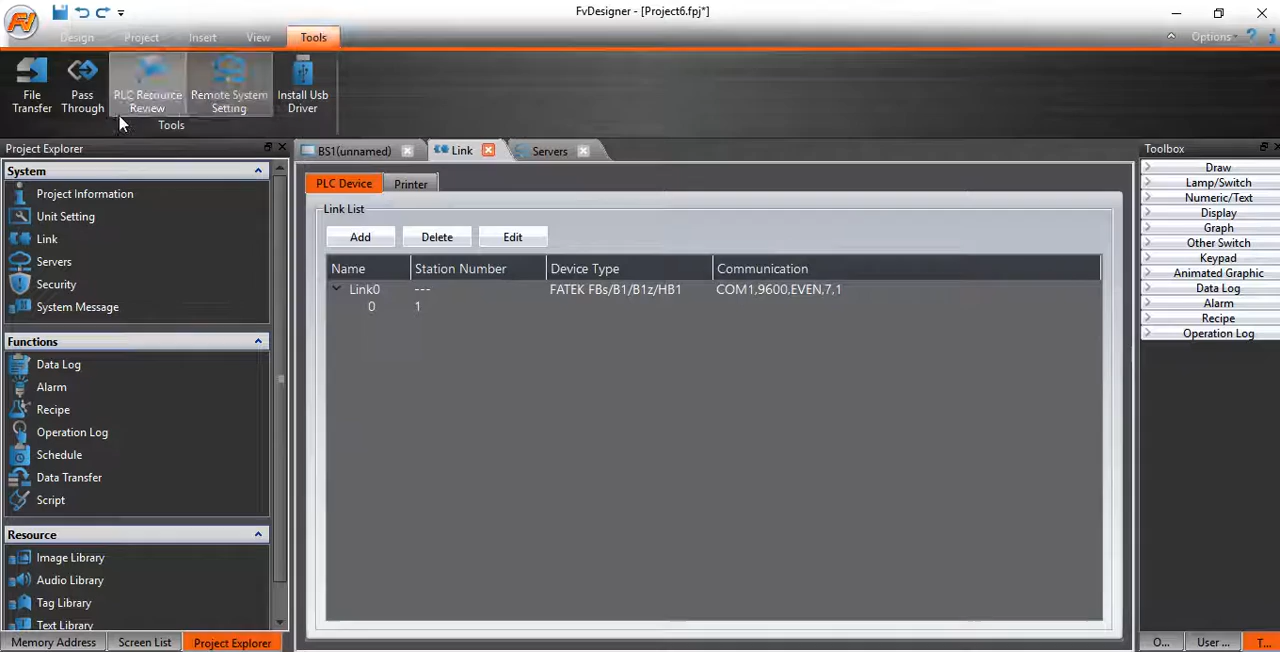 FvDesigner - [Project6.fpj*]
Design Project Insert View Tools Options ?
File Transfer
Pass Through
PLC Resource Review
Remote System Setting
Install Usb Driver
Tools
Project Explorer
System
Project Information
Unit Setting
Link
Servers
Security
System Message
Functions
Data Log
Alarm
Recipe
Operation Log
Schedule
Data Transfer
Script
Resource
Image Library
Audio Library
Tag Library
Text Library
Memory Address Screen List Project Explorer
BS1(unnamed) Link Servers
PLC Device Printer
Link List
Add Delete Edit
Name Station Number Device Type Communication
Link0 --- FATEK FBs/B1/B1z/HB1 COM1,9600,EVEN,7,1
0 1
Toolbox
Draw
Lamp/Switch
Numeric/Text
Display
Graph
Other Switch
Keypad
Animated Graphic
Data Log
Alarm
Recipe
Operation Log
O... User ... T...